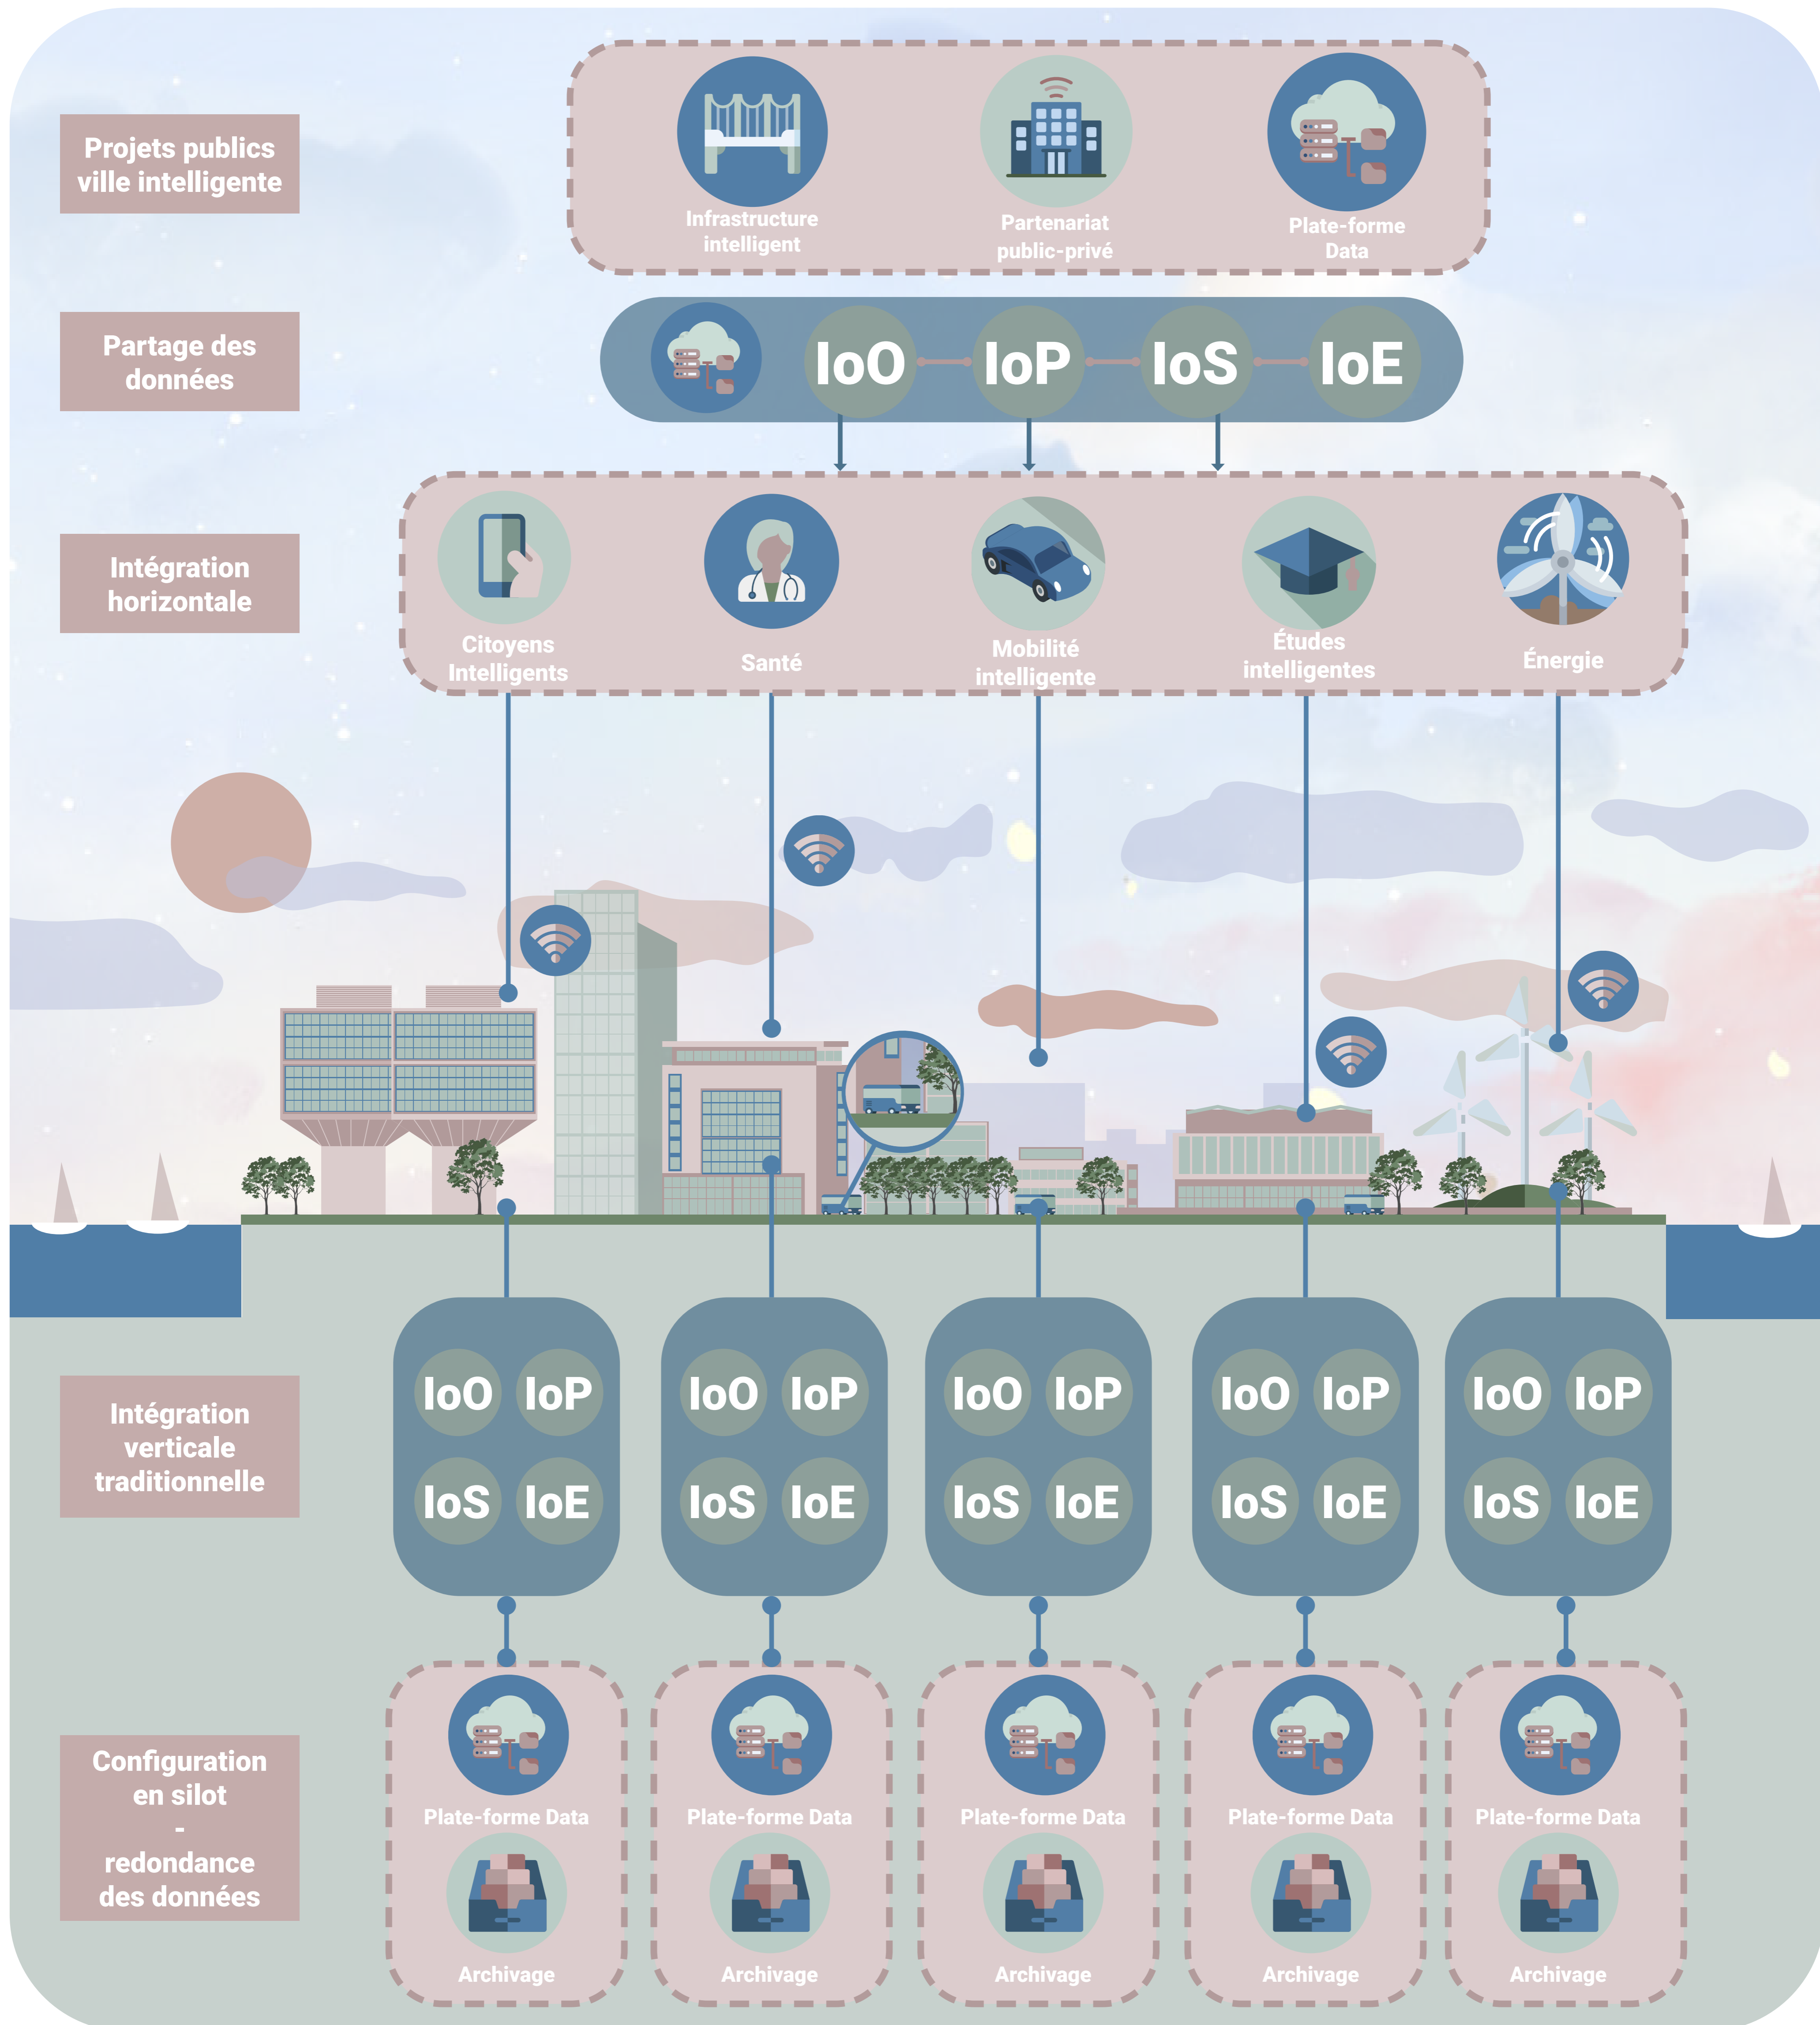 Projets publics
ville intelligente
Infrastructure
intelligent
Partenariat
public-privé
Plate-forme
Data
Partage des
données
IoO
IoP
IoS
IoE
Intégration
horizontale
Citoyens
Intelligents
Santé
Mobilité
intelligente
Études
intelligentes
Énergie
Intégration
verticale
traditionnelle
IoO IoP
IoS IoE
IoO IoP
IoS IoE
IoO IoP
IoS IoE
IoO IoP
IoS IoE
IoO IoP
IoS IoE
Configuration
en silot
-
redondance
des données
Plate-forme Data
Archivage
Plate-forme Data
Archivage
Plate-forme Data
Archivage
Plate-forme Data
Archivage
Plate-forme Data
Archivage